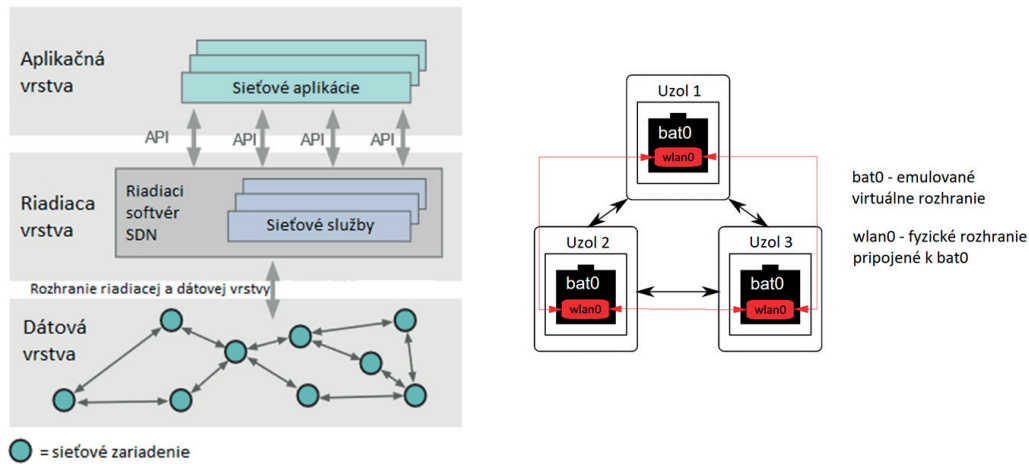 Aplikačná
vrstva
Sieťové aplikácie
API
API
API
API
Riadiaca
vrstva
Riadiaci
softvér
SDN
Sieťové služby
Rozhranie riadiacej a dátovej vrstvy
Dátová
vrstva
= sieťové zariadenie
Uzol 1
bat0
wlan0
Uzol 2
bat0
wlan0
Uzol 3
bat0
wlan0
bat0 - emulované
virtuálne rozhranie
wlan0 - fyzické rozhranie
pripojené k bat0